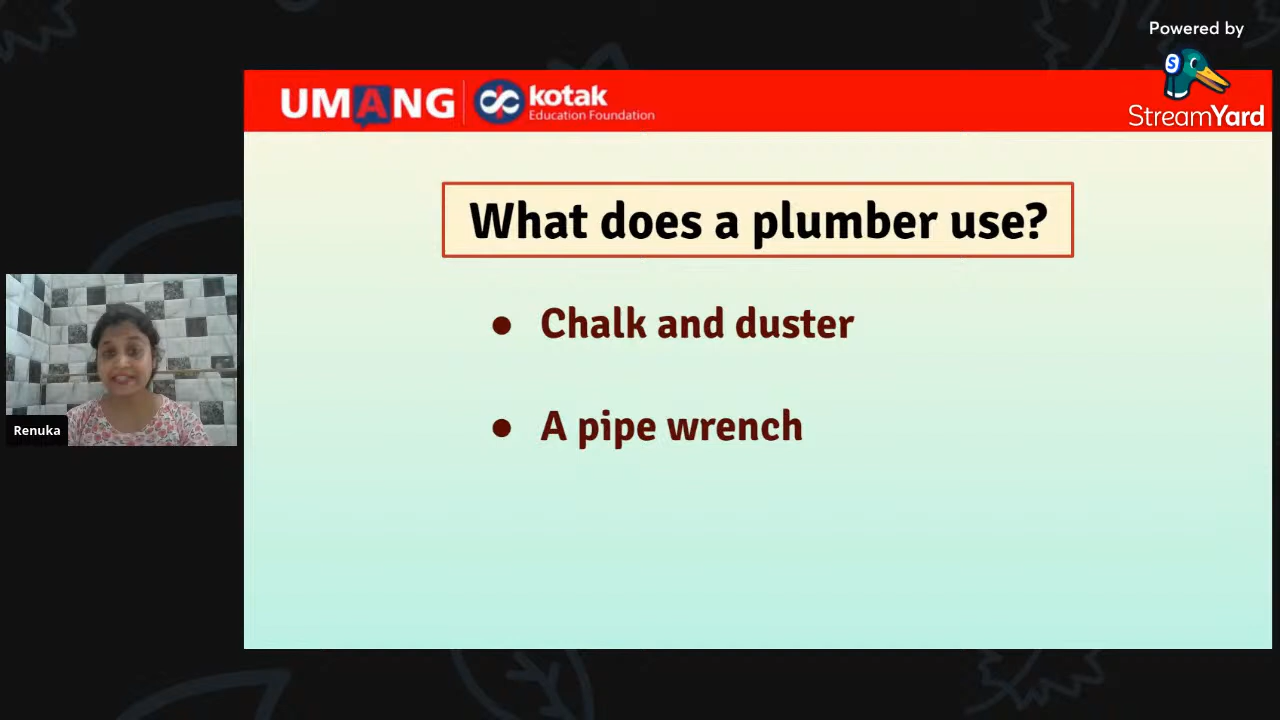 Powered by
StreamYard
UMANG
kotak
Education Foundation
What does a plumber use?
• Chalk and duster
• A pipe wrench
Renuka